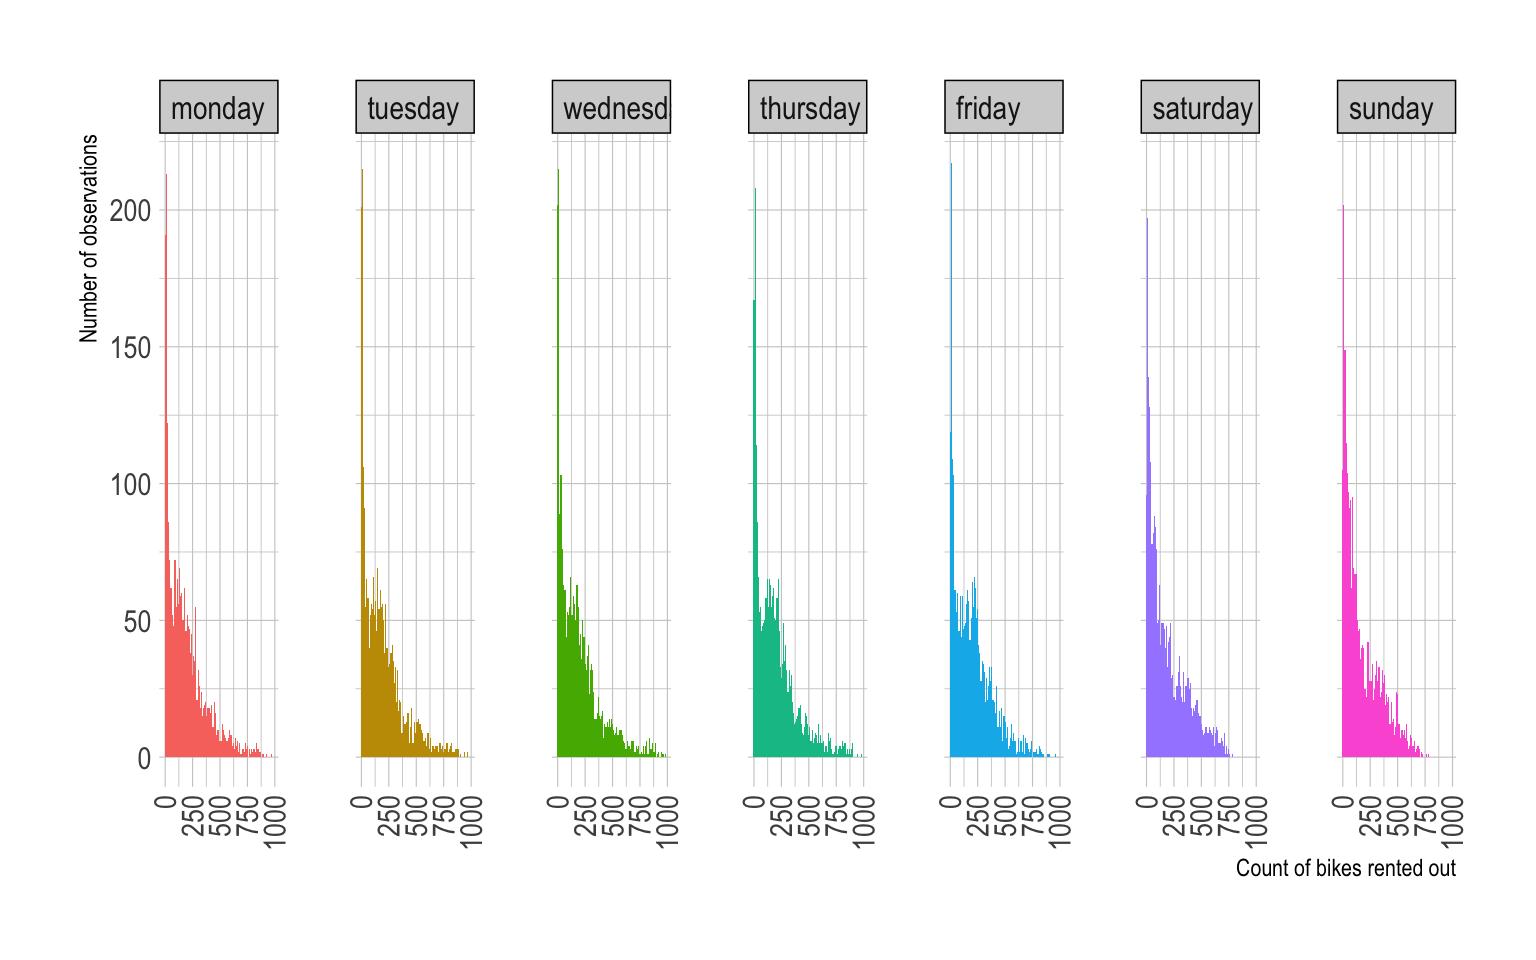 monday
tuesday
wednesd
thursday
friday
saturday
sunday
Number of observations
200
150
100
50
0
0 250 500 750 1000
0 250 500 750 1000
0 250 500 750 1000
0 250 500 750 1000
0 250 500 750 1000
0 250 500 750 1000
0 250 500 750 1000
Count of bikes rented out